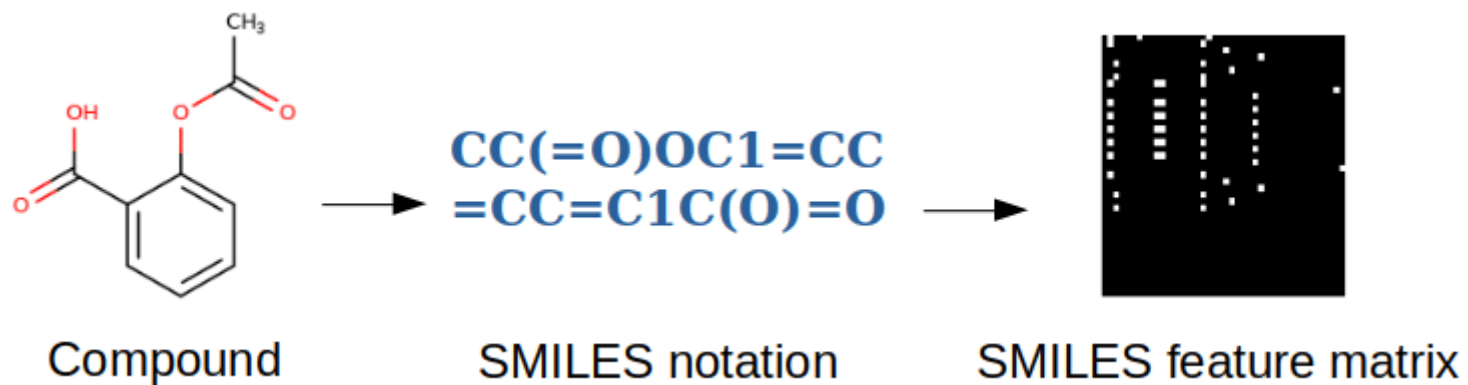 CH₃
OH
O
O
O
CC(=O)OC1=CC
=CC=C1C(O)=O
Compound
SMILES notation
SMILES feature matrix